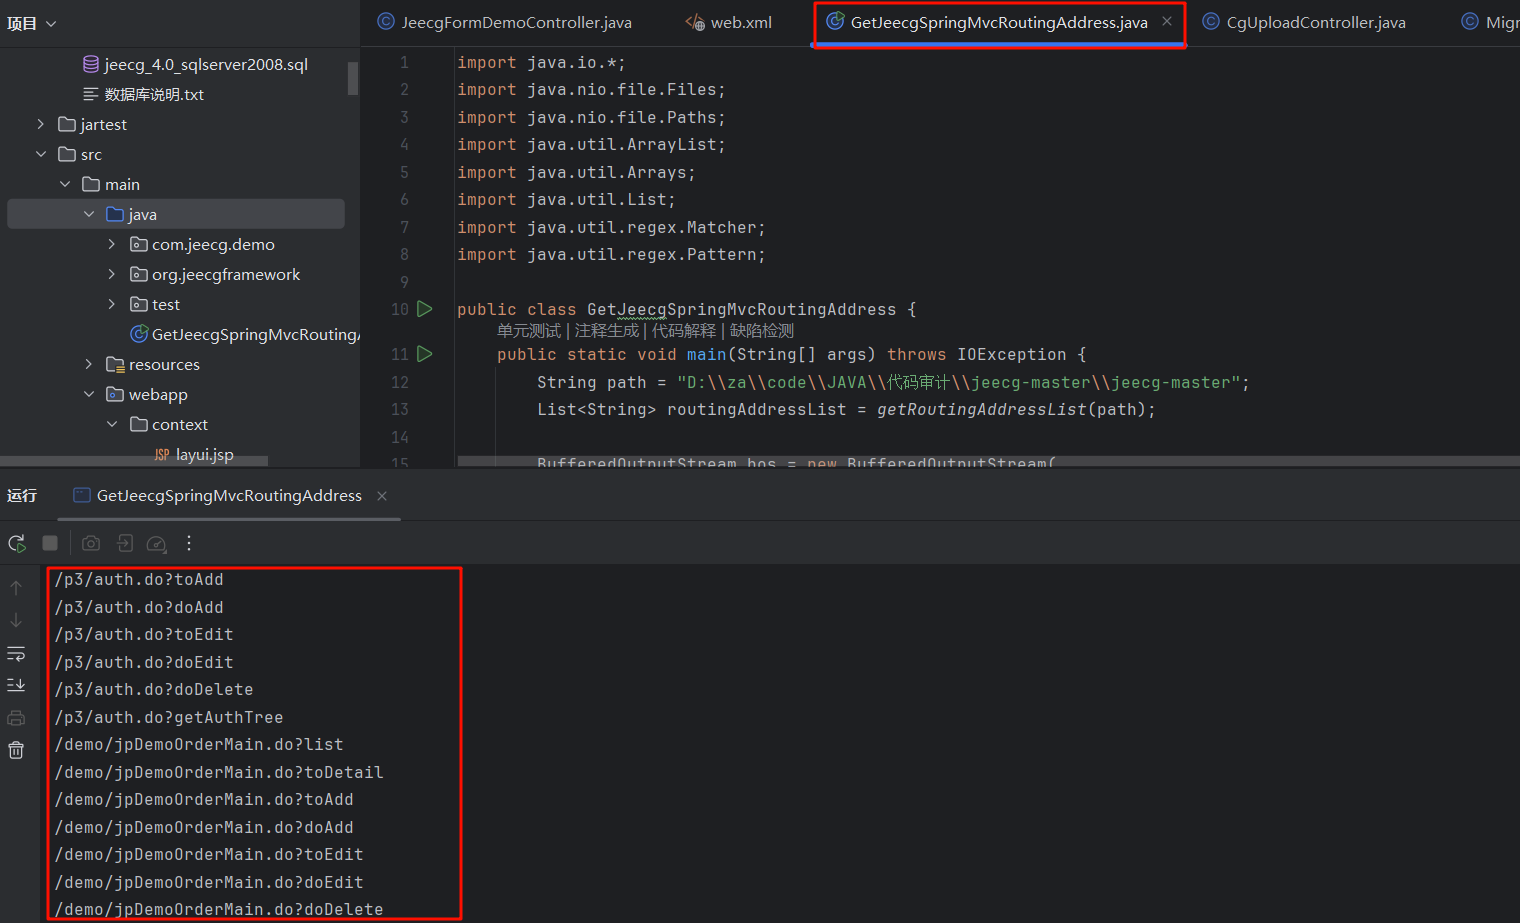 项目
JeecgFormDemoController.java
web.xml
GetJeecgSpringMvcRoutingAddress.java
CgUploadController.java
Migr
jeecg_4.0_sqlserver2008.sql
数据库说明.txt
jartest
src
main
java
com.jeecg.demo
org.jeecgframework
test
GetJeecgSpringMvcRouting
resources
webapp
context
JSP layui.jsp
1 import java.io.*;
2 import java.nio.file.Files;
3 import java.nio.file.Paths;
4 import java.util.ArrayList;
5 import java.util.Arrays;
6 import java.util.List;
7 import java.util.regex.Matcher;
8 import java.util.regex.Pattern;
9
10 public class GetJeecgSpringMvcRoutingAddress {
单元测试 | 注释生成 | 代码解释 | 缺陷检测
11 public static void main(String[] args) throws IOException {
12 String path = "D:\\za\\code\\JAVA\\代码审计\\jeecg-master\\jeecg-master";
13 List<String> routingAddressList = getRoutingAddressList(path);
14
15 BufferedOutputStream bos = new BufferedOutputStream(
运行
GetJeecgSpringMvcRoutingAddress
/p3/auth.do?toAdd
/p3/auth.do?doAdd
/p3/auth.do?toEdit
/p3/auth.do?doEdit
/p3/auth.do?doDelete
/p3/auth.do?getAuthTree
/demo/jpDemoOrderMain.do?list
/demo/jpDemoOrderMain.do?toDetail
/demo/jpDemoOrderMain.do?toAdd
/demo/jpDemoOrderMain.do?doAdd
/demo/jpDemoOrderMain.do?toEdit
/demo/jpDemoOrderMain.do?doEdit
/demo/jpDemoOrderMain.do?doDelete